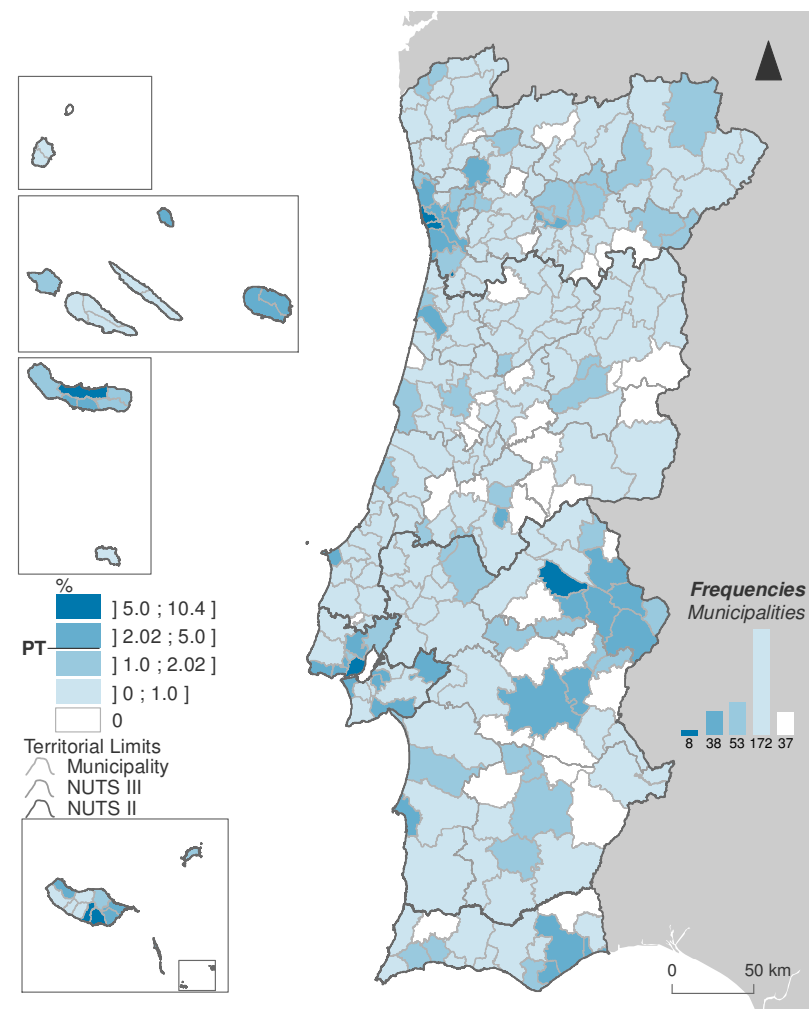 %
] 5.0 ; 10.4 ]
] 2.02 ; 5.0 ]
PT
] 1.0 ; 2.02 ]
] 0 ; 1.0 ]
0
Territorial Limits
Municipality
NUTS III
NUTS II
Frequencies
Municipalities
8 38 53 172 37
0 50 km